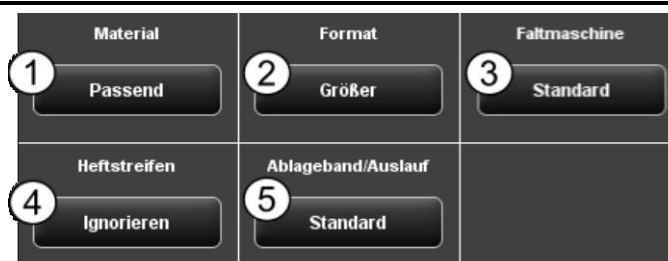 Material
Format
Faltmaschine
1
Passend
2
Größer
3
Standard
Heftstreifen
Ablageband/Auslauf
4
Ignorieren
5
Standard